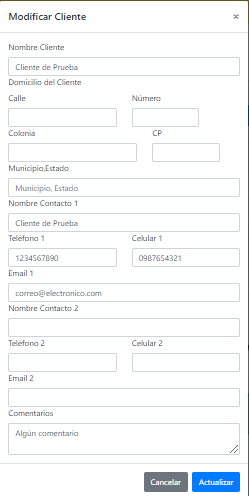 Modificar Cliente ×
Nombre Cliente
Cliente de Prueba
Domicilio del Cliente
Calle Número
Colonia CP
Municipio,Estado
Municipio, Estado
Nombre Contacto 1
Cliente de Prueba
Teléfono 1 Celular 1
1234567890 0987654321
Email 1
correo@electronico.com
Nombre Contacto 2
Teléfono 2 Celular 2
Email 2
Comentarios
Algún comentario
Cancelar Actualizar